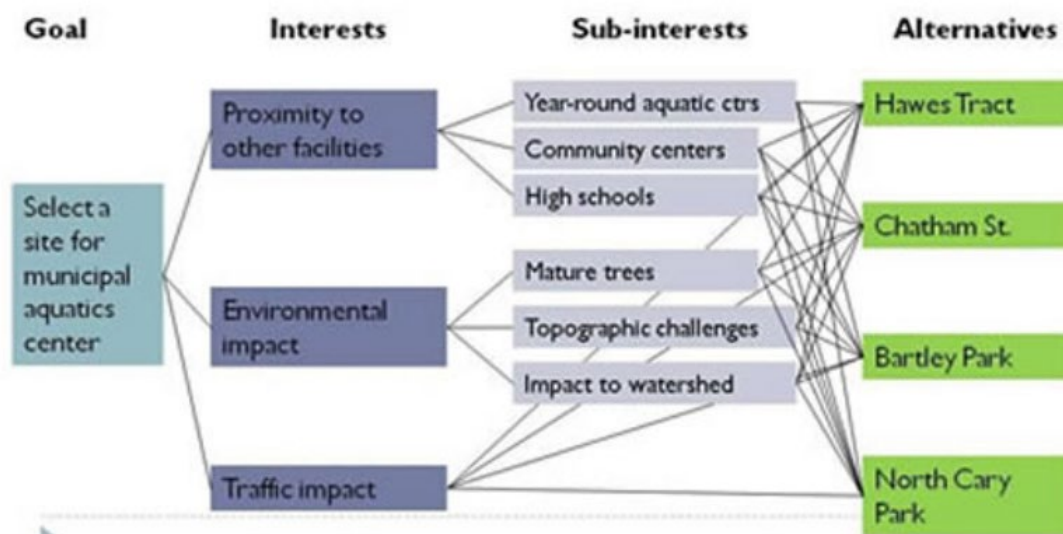 Goal
Interests
Sub-interests
Alternatives
Select a
site for
municipal
aquatics
center
Proximity to
other facilities
Environmental
impact
Traffic impact
Year-round aquatic ctrs
Community centers
High schools
Mature trees
Topographic challenges
Impact to watershed
Hawes Tract
Chatham St.
Bartley Park
North Cary
Park